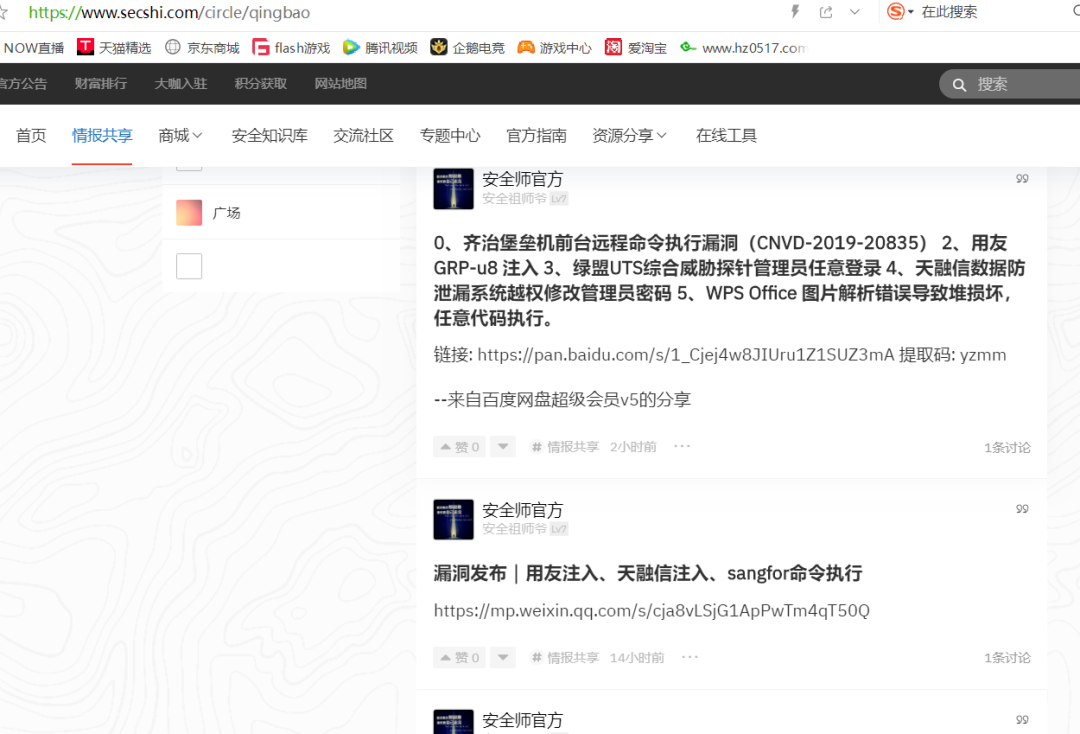 https://www.secshi.com/circle/qingbao
在此搜索
NOW直播 天猫精选 京东商城 flash游戏 腾讯视频 企鹅电竞 游戏中心 爱淘宝 www.hz0517.com
官方公告 财富排行 大咖入驻 积分获取 网站地图 搜索
首页 情报共享 商城 安全知识库 交流社区 专题中心 官方指南 资源分享 在线工具
广场
安全师官方
安全祖师爷 Lv7
0、齐治堡垒机前台远程命令执行漏洞（CNVD-2019-20835） 2、用友
GRP-u8 注入 3、绿盟UTS综合威胁探针管理员任意登录 4、天融信数据防
泄漏系统越权修改管理员密码 5、WPS Office 图片解析错误导致堆损坏，
任意代码执行。
链接: https://pan.baidu.com/s/1_Cjej4w8JIUru1Z1SUZ3mA 提取码: yzmm
--来自百度网盘超级会员v5的分享
赞 0 # 情报共享 2小时前 ··· 1条讨论
安全师官方
安全祖师爷 Lv7
漏洞发布｜用友注入、天融信注入、sangfor命令执行
https://mp.weixin.qq.com/s/cja8vLSjG1ApPwTm4qT50Q
赞 0 # 情报共享 14小时前 ··· 1条讨论
安全师官方